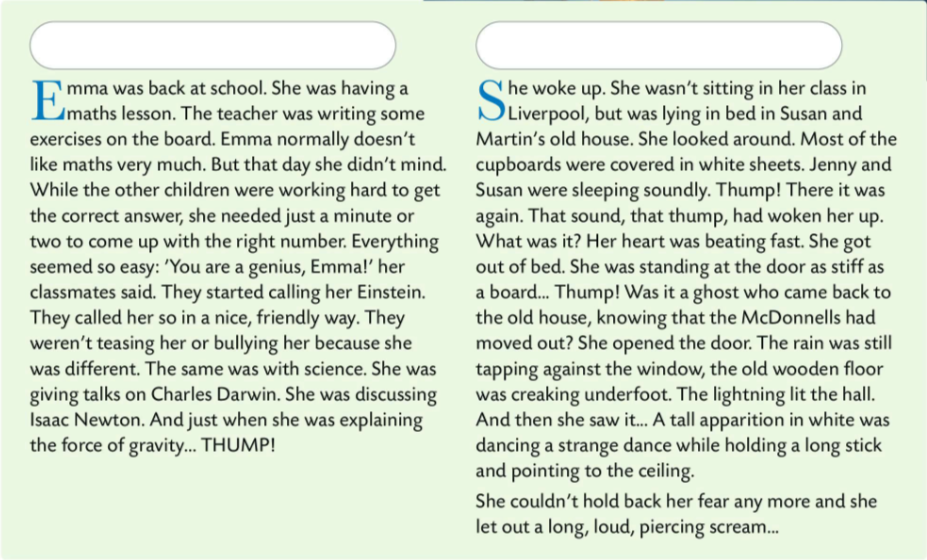 Emma was back at school. She was having a
maths lesson. The teacher was writing some
exercises on the board. Emma normally doesn't
like maths very much. But that day she didn't mind.
While the other children were working hard to get
the correct answer, she needed just a minute or
two to come up with the right number. Everything
seemed so easy: 'You are a genius, Emma!' her
classmates said. They started calling her Einstein.
They called her so in a nice, friendly way. They
weren't teasing her or bullying her because she
was different. The same was with science. She was
giving talks on Charles Darwin. She was discussing
Isaac Newton. And just when she was explaining
the force of gravity... THUMP!
She woke up. She wasn't sitting in her class in
Liverpool, but was lying in bed in Susan and
Martin's old house. She looked around. Most of the
cupboards were covered in white sheets. Jenny and
Susan were sleeping soundly. Thump! There it was
again. That sound, that thump, had woken her up.
What was it? Her heart was beating fast. She got
out of bed. She was standing at the door as stiff as
a board... Thump! Was it a ghost who came back to
the old house, knowing that the McDonnells had
moved out? She opened the door. The rain was still
tapping against the window, the old wooden floor
was creaking underfoot. The lightning lit the hall.
And then she saw it... A tall apparition in white was
dancing a strange dance while holding a long stick
and pointing to the ceiling.
She couldn't hold back her fear any more and she
let out a long, loud, piercing scream...